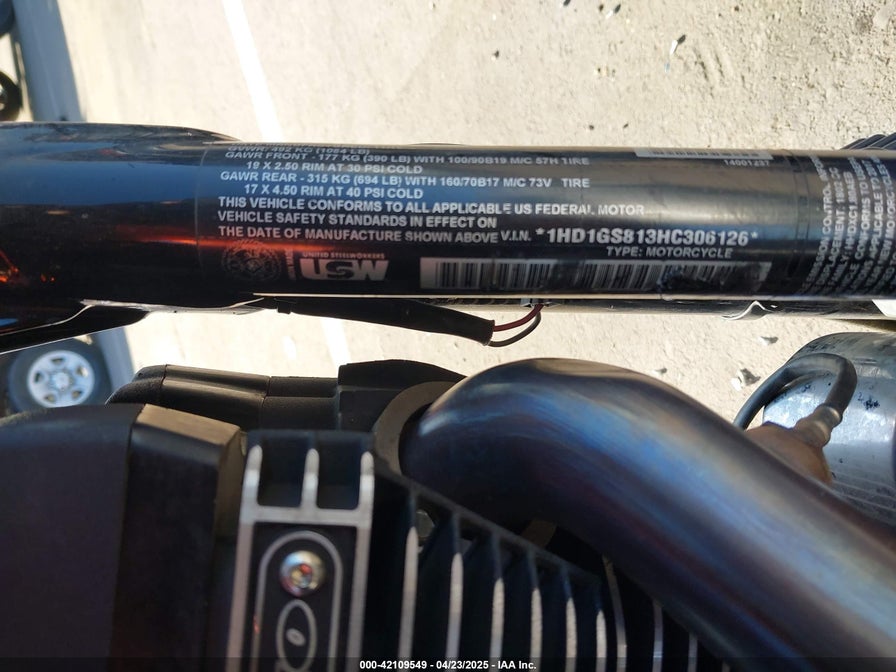 GVWR: 492 KG (1084 LB)
GAWR FRONT - 177 KG (390 LB) WITH 100/90B19 M/C 57H TIRE
19 X 2.50 RIM AT 30 PSI COLD
GAWR REAR - 315 KG (694 LB) WITH 160/70B17 M/C 73V TIRE
17 X 4.50 RIM AT 40 PSI COLD
THIS VEHICLE CONFORMS TO ALL APPLICABLE US FEDERAL MOTOR
VEHICLE SAFETY STANDARDS IN EFFECT ON
THE DATE OF MANUFACTURE SHOWN ABOVE V.I.N. *1HD1GS813HC306126*
TYPE: MOTORCYCLE
UNITED STEELWORKERS
USW
14001237
000-42109549 - 04/23/2025 - IAA Inc.